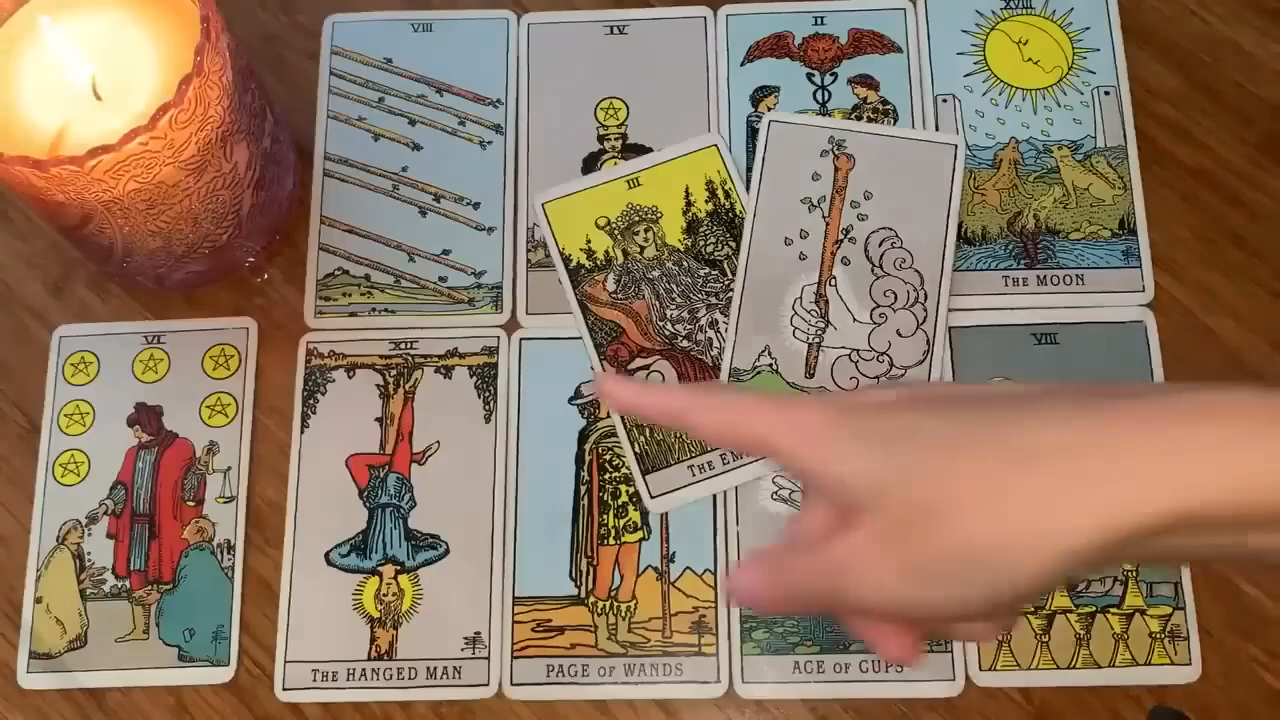 VIII
IV
II
XVIII
III
THE MOON
VI
XII
VIII
THE
THE HANGED MAN
PAGE OF WANDS
ACE OF CUPS